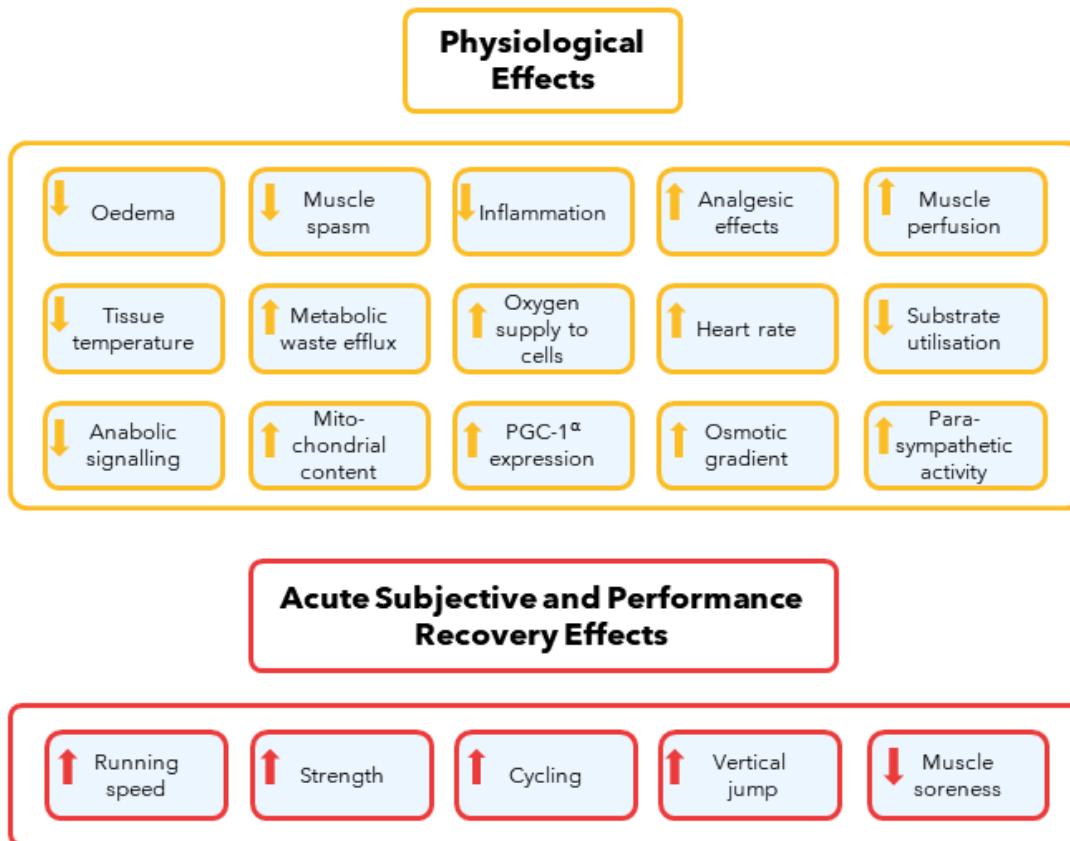 Physiological
Effects
Oedema
Muscle
spasm
Inflammation
Analgesic
effects
Muscle
perfusion
Tissue
temperature
Metabolic
waste efflux
Oxygen
supply to
cells
Heart rate
Substrate
utilisation
Anabolic
signalling
Mito-
chondrial
content
PGC-1α
expression
Osmotic
gradient
Para-
sympathetic
activity
Acute Subjective and Performance
Recovery Effects
Running
speed
Strength
Cycling
Vertical
jump
Muscle
soreness